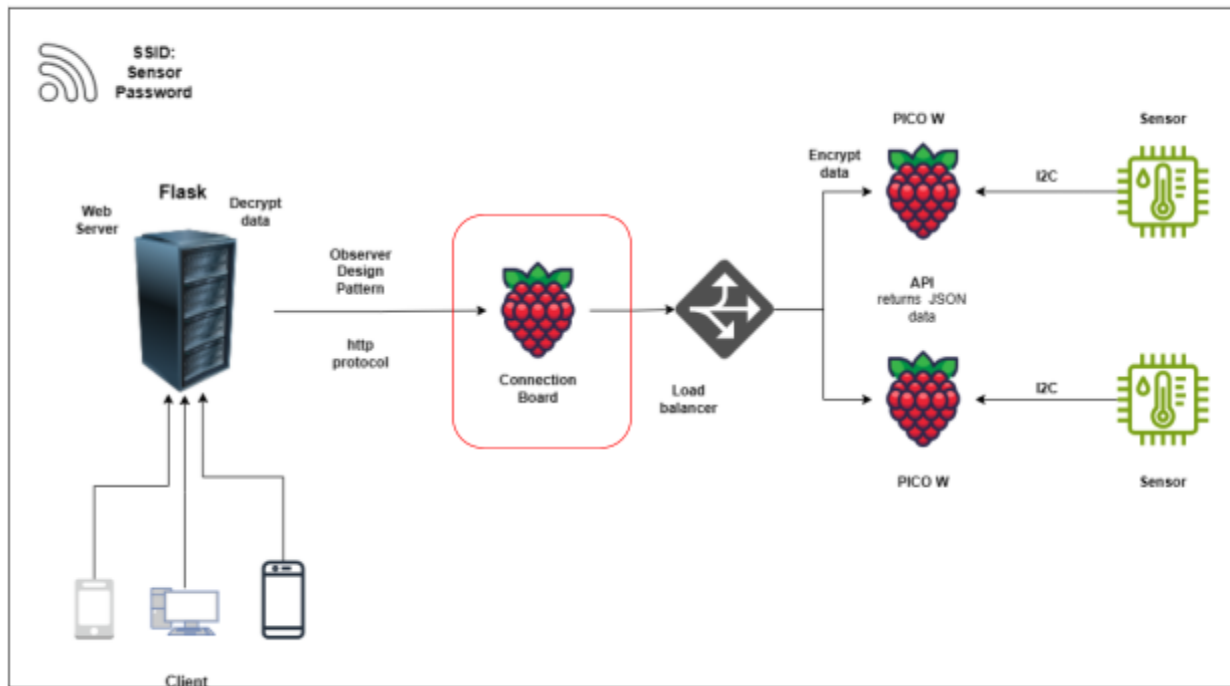 SSID:
Sensor
Password
Flask
Web
Server
Decrypt
data
Observer
Design
Pattern
http
protocol
Connection
Board
Load
balancer
Encrypt
data
PICO W
I2C
Sensor
API
returns JSON
data
I2C
PICO W
Sensor
Client